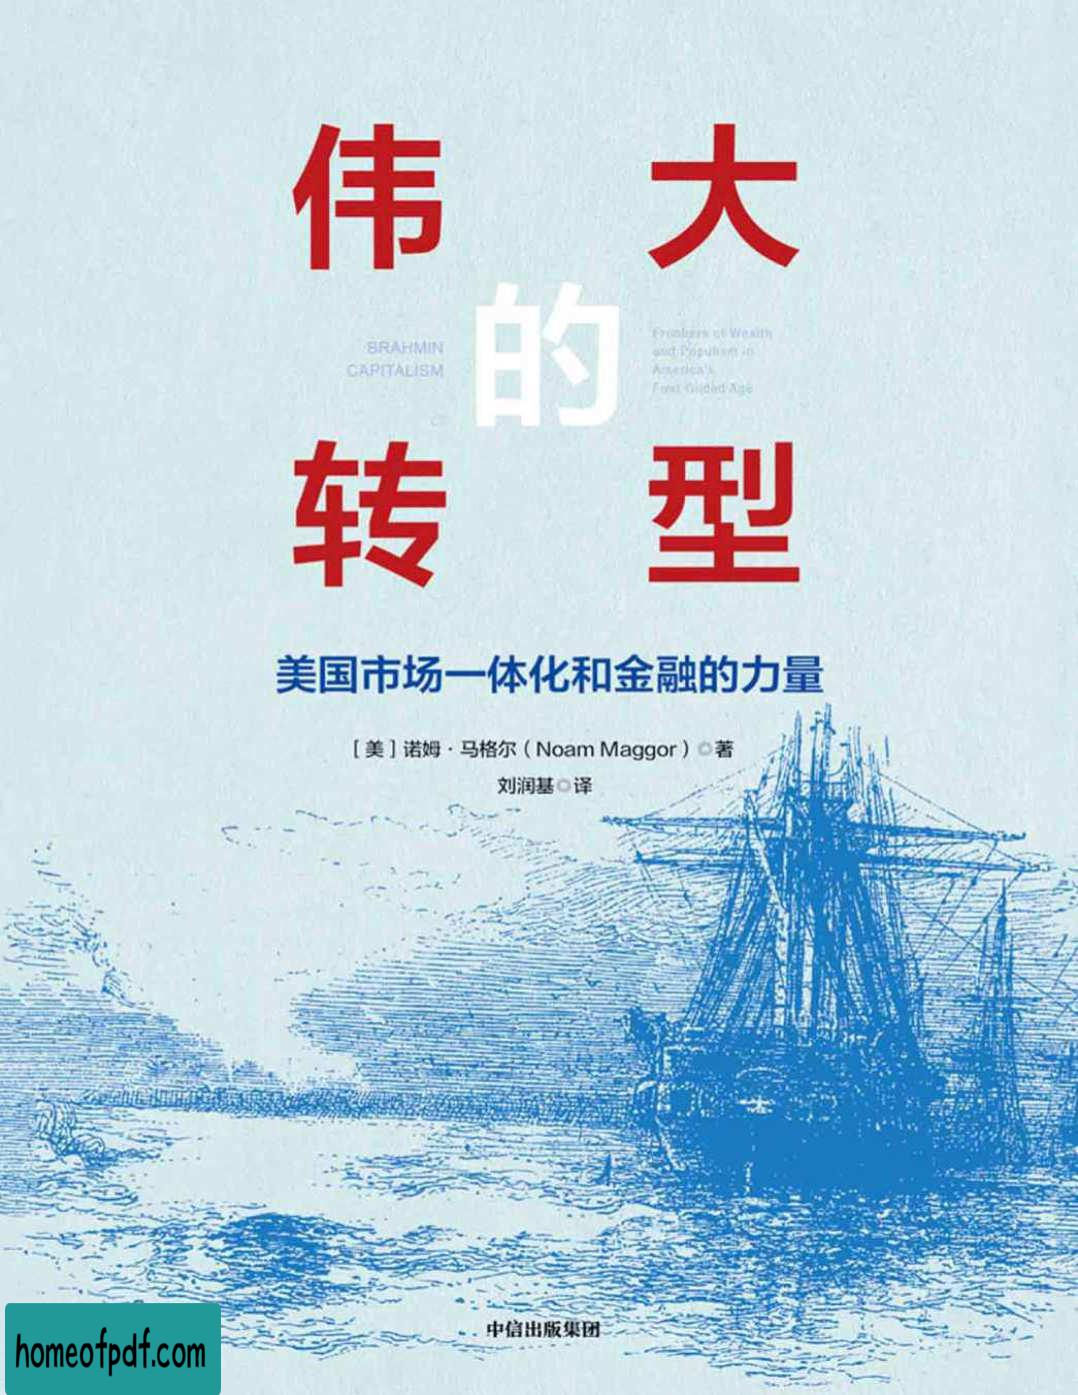 伟大
的
BRAHMIN
CAPITALISM
Frontiers of Wealth
and Populism in
America's
First Gilded Age
转型
美国市场一体化和金融的力量
[美]诺姆·马格尔(Noam Maggor)◎著
刘润基◎译
中信出版集团
homeofpdf.com